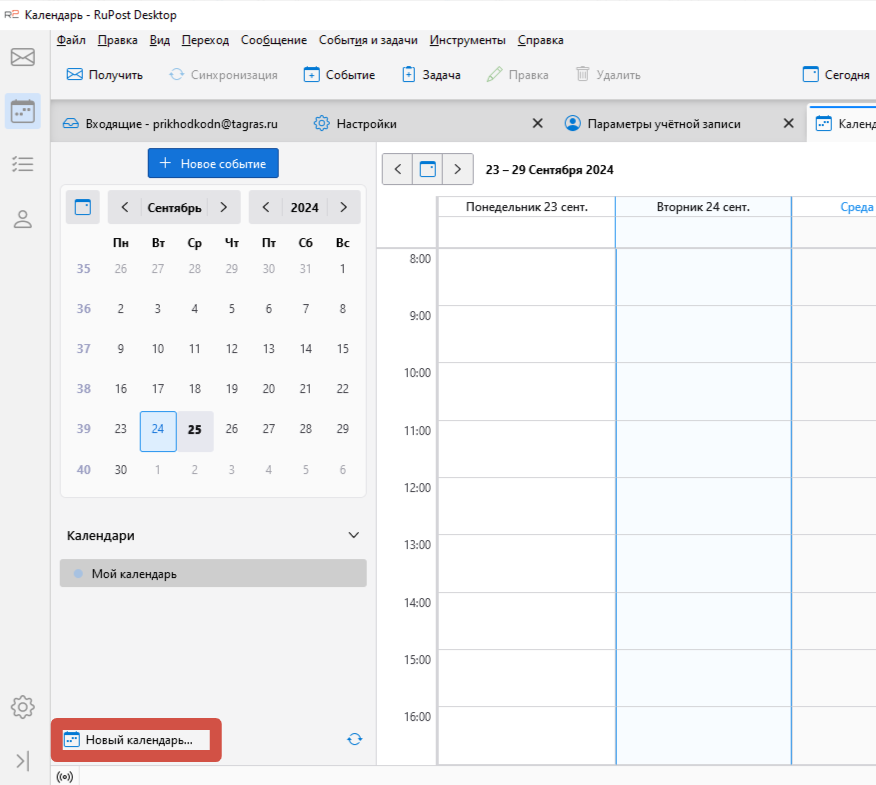 R2 Календарь - RuPost Desktop
Файл Правка Вид Переход Сообщение События и задачи Инструменты Справка
Получить Синхронизация Событие Задача Правка Удалить Сегодня
Входящие - prikhodkodn@tagras.ru Настройки Параметры учётной записи Календ
+ Новое событие
23 – 29 Сентября 2024
Сентябрь 2024
Понедельник 23 сент. Вторник 24 сент. Среда
Пн Вт Ср Чт Пт Сб Вс
35 26 27 28 29 30 31 1
36 2 3 4 5 6 7 8
37 9 10 11 12 13 14 15
38 16 17 18 19 20 21 22
39 23 24 25 26 27 28 29
40 30 1 2 3 4 5 6
Календари
Мой календарь
Новый календарь...
8:00
9:00
10:00
11:00
12:00
13:00
14:00
15:00
16:00